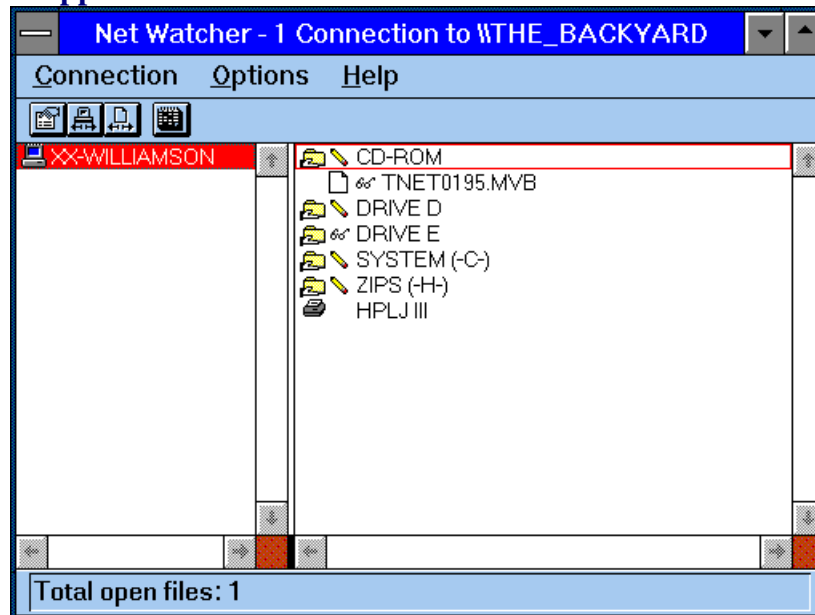 Net Watcher - 1 Connection to \\THE_BACKYARD
Connection Options Help
XX-WILLIAMSON
CD-ROM
TNET0195.MVB
DRIVE D
DRIVE E
SYSTEM (-C-)
ZIPS (-H-)
HPLJ III
Total open files: 1